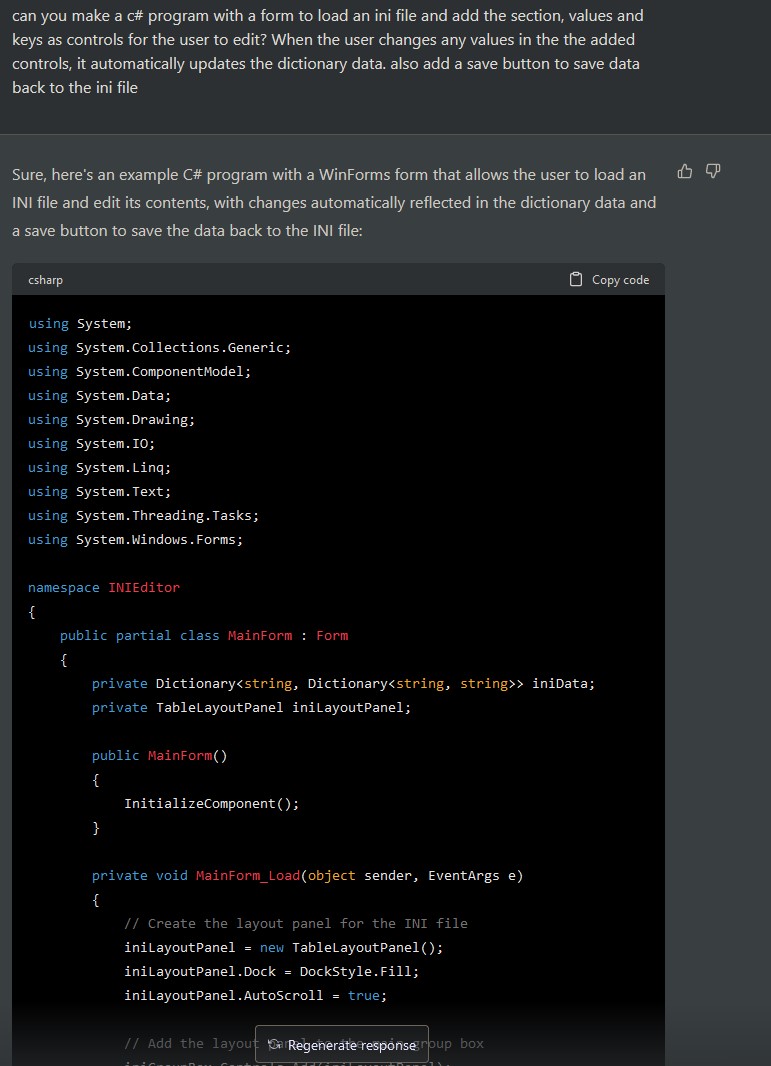 can you make a c# program with a form to load an ini file and add the section, values and
keys as controls for the user to edit? When the user changes any values in the the added
controls, it automatically updates the dictionary data. also add a save button to save data
back to the ini file
Sure, here's an example C# program with a WinForms form that allows the user to load an
INI file and edit its contents, with changes automatically reflected in the dictionary data and
a save button to save the data back to the INI file:
csharp
Copy code
using System;
using System.Collections.Generic;
using System.ComponentModel;
using System.Data;
using System.Drawing;
using System.IO;
using System.Linq;
using System.Text;
using System.Threading.Tasks;
using System.Windows.Forms;
namespace INIEditor
{
    public partial class MainForm : Form
    {
        private Dictionary<string, Dictionary<string, string>> iniData;
        private TableLayoutPanel iniLayoutPanel;
        public MainForm()
        {
            InitializeComponent();
        }
        private void MainForm_Load(object sender, EventArgs e)
        {
            // Create the layout panel for the INI file
            iniLayoutPanel = new TableLayoutPanel();
            iniLayoutPanel.Dock = DockStyle.Fill;
            iniLayoutPanel.AutoScroll = true;
            // Add the layout panel to the main group box
Regenerate response
            iniGroupBox.Controls.Add(iniLayoutPanel);